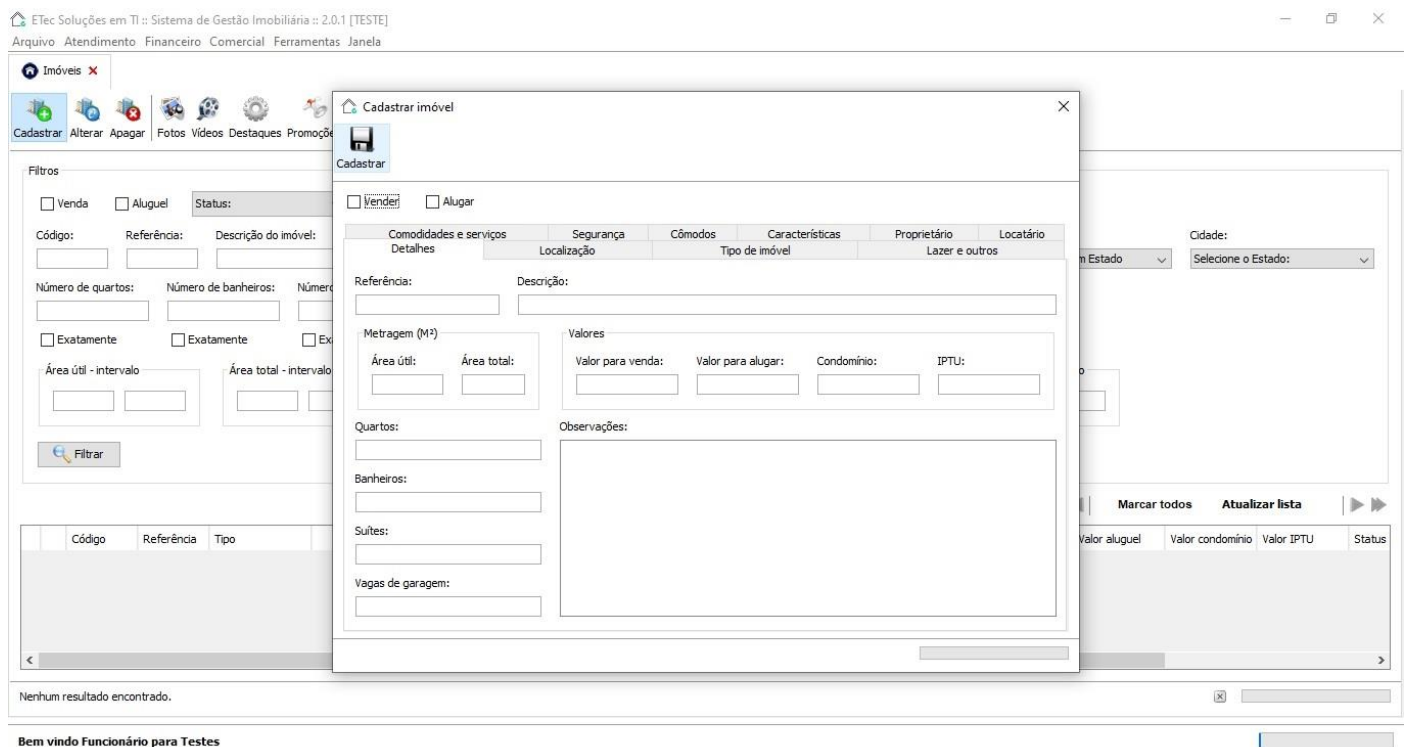 ETec Soluções em TI :: Sistema de Gestão Imobiliária :: 2.0.1 [TESTE]
Arquivo Atendimento Financeiro Comercial Ferramentas Janela
Imóveis
Cadastrar Alterar Apagar Fotos Vídeos Destaques Promoçõe
Filtros
Venda Aluguel Status:
Código: Referência: Descrição do imóvel: Cidade:
m Estado Selecione o Estado:
Número de quartos: Número de banheiros: Númer
Exatamente Exatamente Ex
Área útil - intervalo Área total - intervalo o
Filtrar
Cadastrar imóvel
Cadastrar
Vender Alugar
Comodidades e serviços Segurança Cômodos Características Proprietário Locatário
Detalhes Localização Tipo de imóvel Lazer e outros
Referência: Descrição:
Metragem (M²) Valores
Área útil: Área total: Valor para venda: Valor para alugar: Condomínio: IPTU:
Quartos: Observações:
Banheiros:
Suítes:
Vagas de garagem:
Marcar todos Atualizar lista
Código Referência Tipo Valor aluguel Valor condomínio Valor IPTU Status
Nenhum resultado encontrado.
Bem vindo Funcionário para Testes